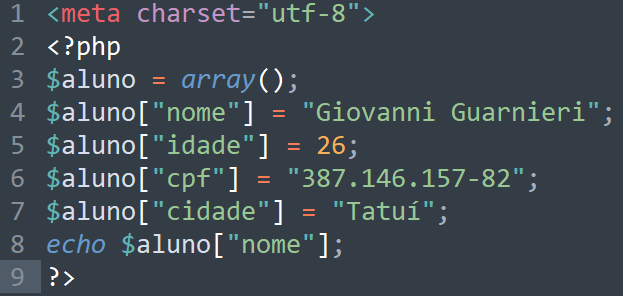 1 <meta charset="utf-8">
2 <?php
3 $aluno = array();
4 $aluno["nome"] = "Giovanni Guarnieri";
5 $aluno["idade"] = 26;
6 $aluno["cpf"] = "387.146.157-82";
7 $aluno["cidade"] = "Tatuí";
8 echo $aluno["nome"];
9 ?>